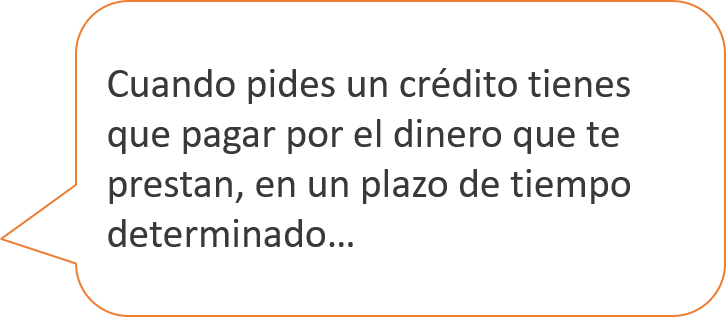 Cuando pides un crédito tienes
que pagar por el dinero que te
prestan, en un plazo de tiempo
determinado…